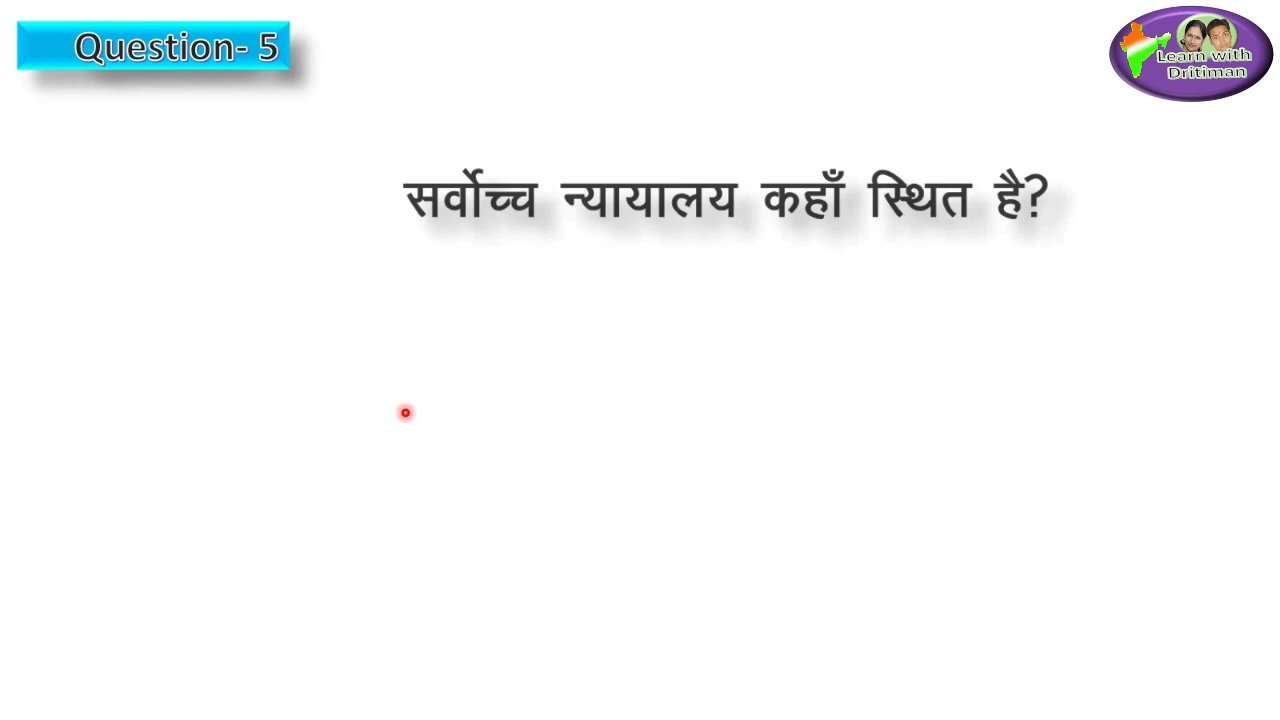 Question- 5
Learn with
Dritiman
सर्वोच्च न्यायालय कहाँ स्थित है?